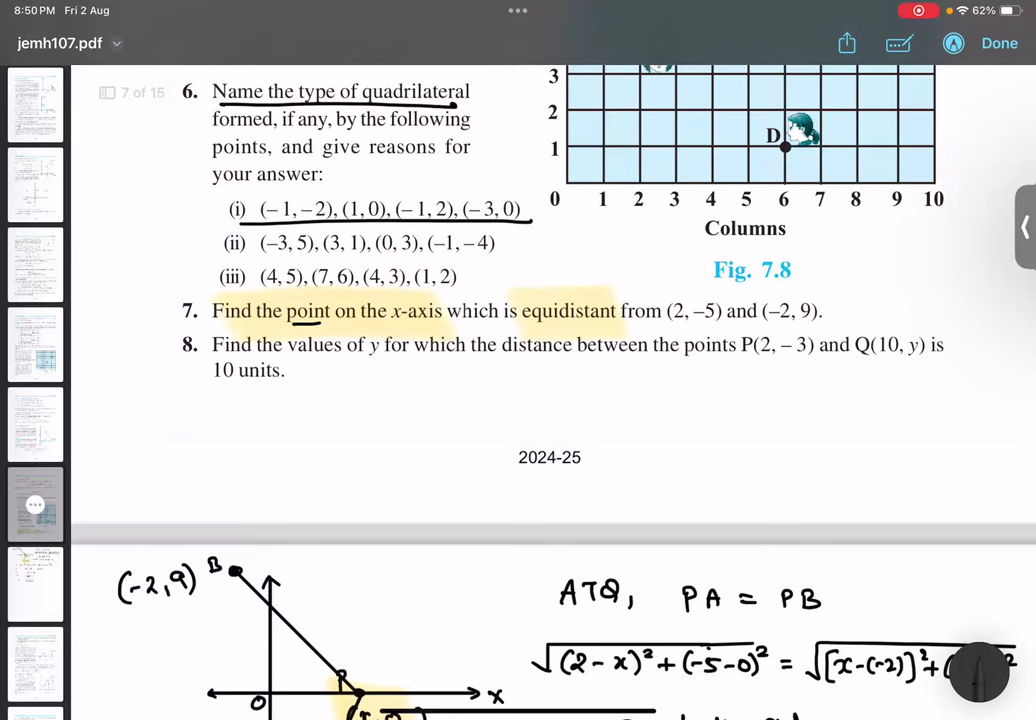 8:50 PM Fri 2 Aug
62%
jemh107.pdf
Done
7 of 15
6. Name the type of quadrilateral
formed, if any, by the following
points, and give reasons for
your answer:
(i) (– 1, – 2), (1, 0), (– 1, 2), (– 3, 0)
(ii) (–3, 5), (3, 1), (0, 3), (–1, – 4)
(iii) (4, 5), (7, 6), (4, 3), (1, 2)
3
2
1
D
0 1 2 3 4 5 6 7 8 9 10
Columns
Fig. 7.8
7. Find the point on the x-axis which is equidistant from (2, –5) and (–2, 9).
8. Find the values of y for which the distance between the points P(2, – 3) and Q(10, y) is
10 units.
2024-25
(-2,9) B
ATQ, PA = PB
√(2-x)²+(-5-0)² = √[x-(-2)]²+(
P
O
X